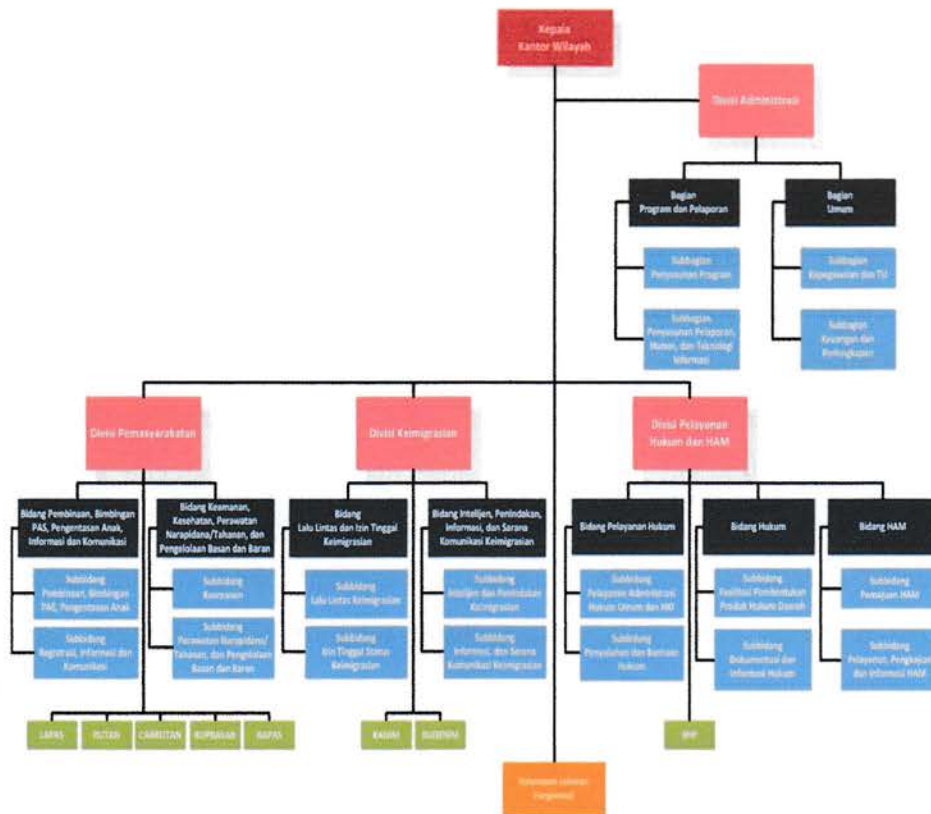 Kepala
Kantor Wilayah
Divisi Administrasi
Bagian
Program dan Pelaporan
Bagian
Umum
Subbagian
Penyusunan Program
Subbagian
Kepegawaian dan TU
Subbagian
Penyusunan Pelaporan,
Humas, dan Teknologi
Informasi
Subbagian
Keuangan dan
Perlengkapan
Divisi Pemasyarakatan
Divisi Keimigrasian
Divisi Pelayanan
Hukum dan HAM
Bidang Pembinaan, Bimbingan
PAS, Pengentasan Anak,
Informasi dan Komunikasi
Bidang Keamanan,
Kesehatan, Perawatan
Narapidana/Tahanan, dan
Pengelolaan Basan dan Baran
Bidang
Lalu Lintas dan Izin Tinggal
Keimigrasian
Bidang Intelijen, Penindakan,
Informasi, dan Sarana
Komunikasi Keimigrasian
Bidang Pelayanan Hukum
Bidang Hukum
Bidang HAM
Subbidang
Pembinaan, Bimbingan
PAS, Pengentasan Anak
Subbidang
Keamanan
Subbidang
Lalu Lintas Keimigrasian
Subbidang
Intelijen dan Penindakan
Keimigrasian
Subbidang
Pelayanan Administrasi
Hukum Umum dan HKI
Subbidang
Fasilitasi Pembentukan
Produk Hukum Daerah
Subbidang
Pemajuan HAM
Subbidang
Registrasi, Informasi dan
Komunikasi
Subbidang
Perawatan Narapidana/
Tahanan, dan Pengelolaan
Basan dan Baran
Subbidang
Izin Tinggal Status
Keimigrasian
Subbidang
Informasi, dan Sarana
Komunikasi Keimigrasian
Subbidang
Penyuluhan dan Bantuan
Hukum
Subbidang
Dokumentasi dan
Informasi Hukum
Subbidang
Pelayanan, Pengkajian
dan Informasi HAM
LAPAS
RUTAN
CABRUTAN
RUPBASAN
BAPAS
KANIM
RUDENIM
BHP
Kelompok Jabatan
Fungsional